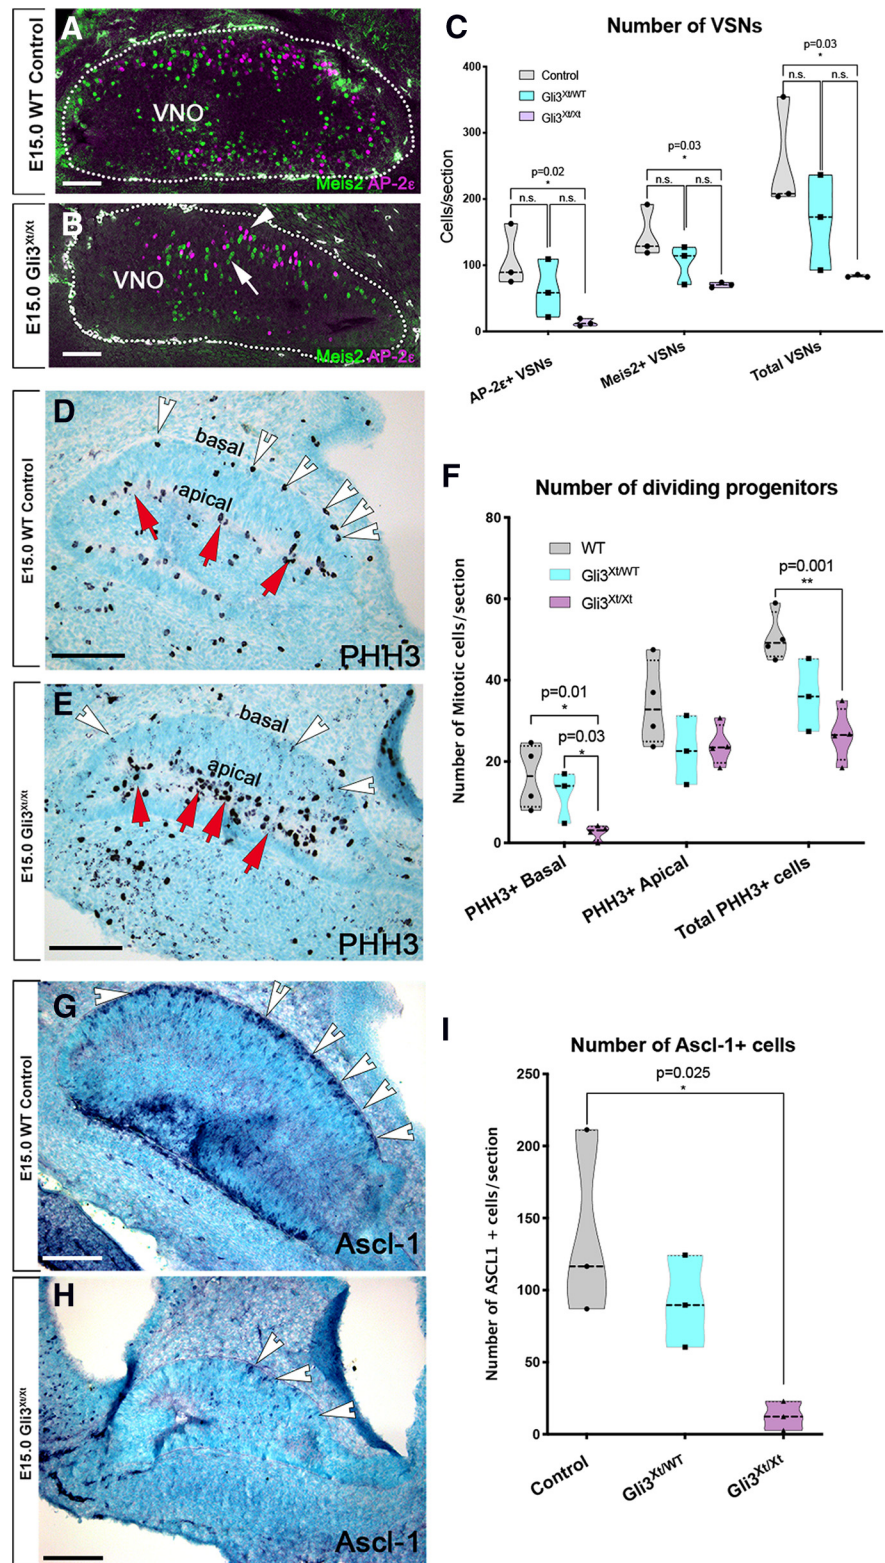 A
E15.0 WT Control
VNO
Meis2 AP-2ε
B
E15.0 Gli3Xt/Xt
VNO
Meis2 AP-2ε
C
Number of VSNs
Cells/section
400
300
200
100
0
Control
Gli3Xt/WT
Gli3Xt/Xt
p=0.02
*
n.s. n.s.
p=0.03
*
n.s. n.s.
p=0.03
*
n.s. n.s.
AP-2ε+ VSNs
Meis2+ VSNs
Total VSNs
D
E15.0 WT Control
basal
apical
PHH3
E
E15.0 Gli3Xt/Xt
basal
apical
PHH3
F
Number of dividing progenitors
Number of Mitotic cells/section
80
60
40
20
0
WT
Gli3Xt/WT
Gli3Xt/Xt
p=0.01
*
p=0.03
*
p=0.001
**
PHH3+ Basal
PHH3+ Apical
Total PHH3+ cells
G
E15.0 WT Control
Ascl-1
H
E15.0 Gli3Xt/Xt
Ascl-1
I
Number of Ascl-1+ cells
Number of ASCL1 + cells/section
250
200
150
100
50
0
p=0.025
*
Control
Gli3Xt/WT
Gli3Xt/Xt